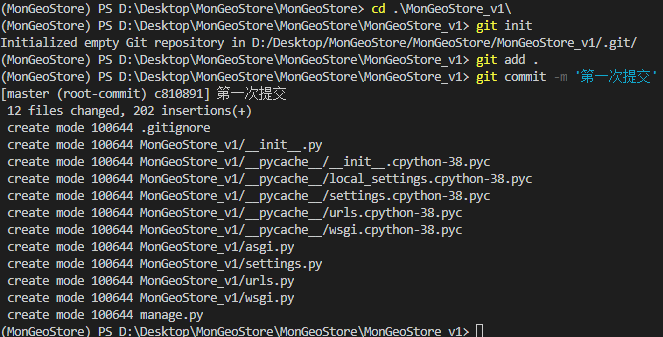 (MonGeoStore) PS D:\Desktop\MonGeoStore\MonGeoStore> cd .\MonGeoStore_v1\
(MonGeoStore) PS D:\Desktop\MonGeoStore\MonGeoStore\MonGeoStore_v1> git init
Initialized empty Git repository in D:/Desktop/MonGeoStore/MonGeoStore/MonGeoStore_v1/.git/
(MonGeoStore) PS D:\Desktop\MonGeoStore\MonGeoStore\MonGeoStore_v1> git add .
(MonGeoStore) PS D:\Desktop\MonGeoStore\MonGeoStore\MonGeoStore_v1> git commit -m '第一次提交'
[master (root-commit) c810891] 第一次提交
12 files changed, 202 insertions(+)
create mode 100644 .gitignore
create mode 100644 MonGeoStore_v1/__init__.py
create mode 100644 MonGeoStore_v1/__pycache__/__init__.cpython-38.pyc
create mode 100644 MonGeoStore_v1/__pycache__/local_settings.cpython-38.pyc
create mode 100644 MonGeoStore_v1/__pycache__/settings.cpython-38.pyc
create mode 100644 MonGeoStore_v1/__pycache__/urls.cpython-38.pyc
create mode 100644 MonGeoStore_v1/__pycache__/wsgi.cpython-38.pyc
create mode 100644 MonGeoStore_v1/asgi.py
create mode 100644 MonGeoStore_v1/settings.py
create mode 100644 MonGeoStore_v1/urls.py
create mode 100644 MonGeoStore_v1/wsgi.py
create mode 100644 manage.py
(MonGeoStore) PS D:\Desktop\MonGeoStore\MonGeoStore\MonGeoStore_v1>